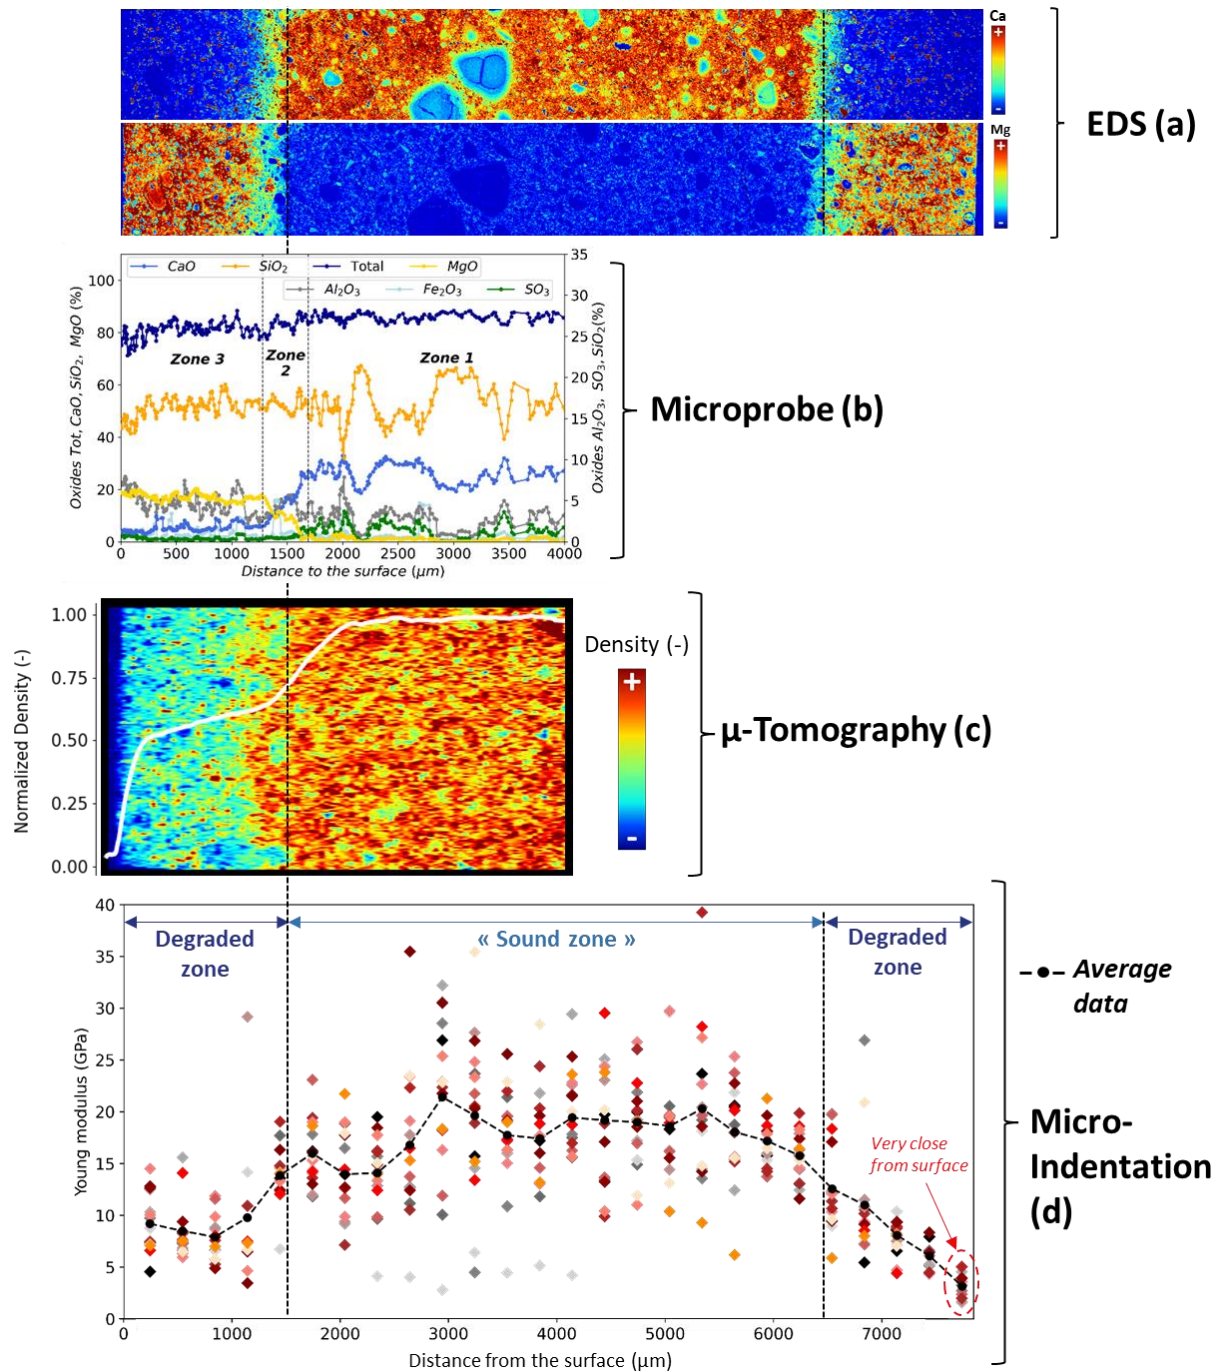 Ca
+
-
Mg
+
-
EDS (a)
CaO SiO₂ Total MgO
Al₂O₃ Fe₂O₃ SO₃
Zone 3
Zone 2
Zone 1
Oxides Tot, CaO, SiO₂, MgO (%)
100
80
60
40
20
0
Oxides Al₂O₃, SO₃, SiO₂(%)
35
30
25
20
15
10
5
0
0 500 1000 1500 2000 2500 3000 3500 4000
Distance to the surface (μm)
Microprobe (b)
Normalized Density (-)
1.00
0.75
0.50
0.25
0.00
Density (-)
+
-
μ-Tomography (c)
Young modulus (GPa)
40
35
30
25
20
15
10
5
0
Degraded
zone
« Sound zone »
Degraded
zone
Very close
from surface
0 1000 2000 3000 4000 5000 6000 7000
Distance from the surface (μm)
Average
data
Micro-
Indentation
(d)